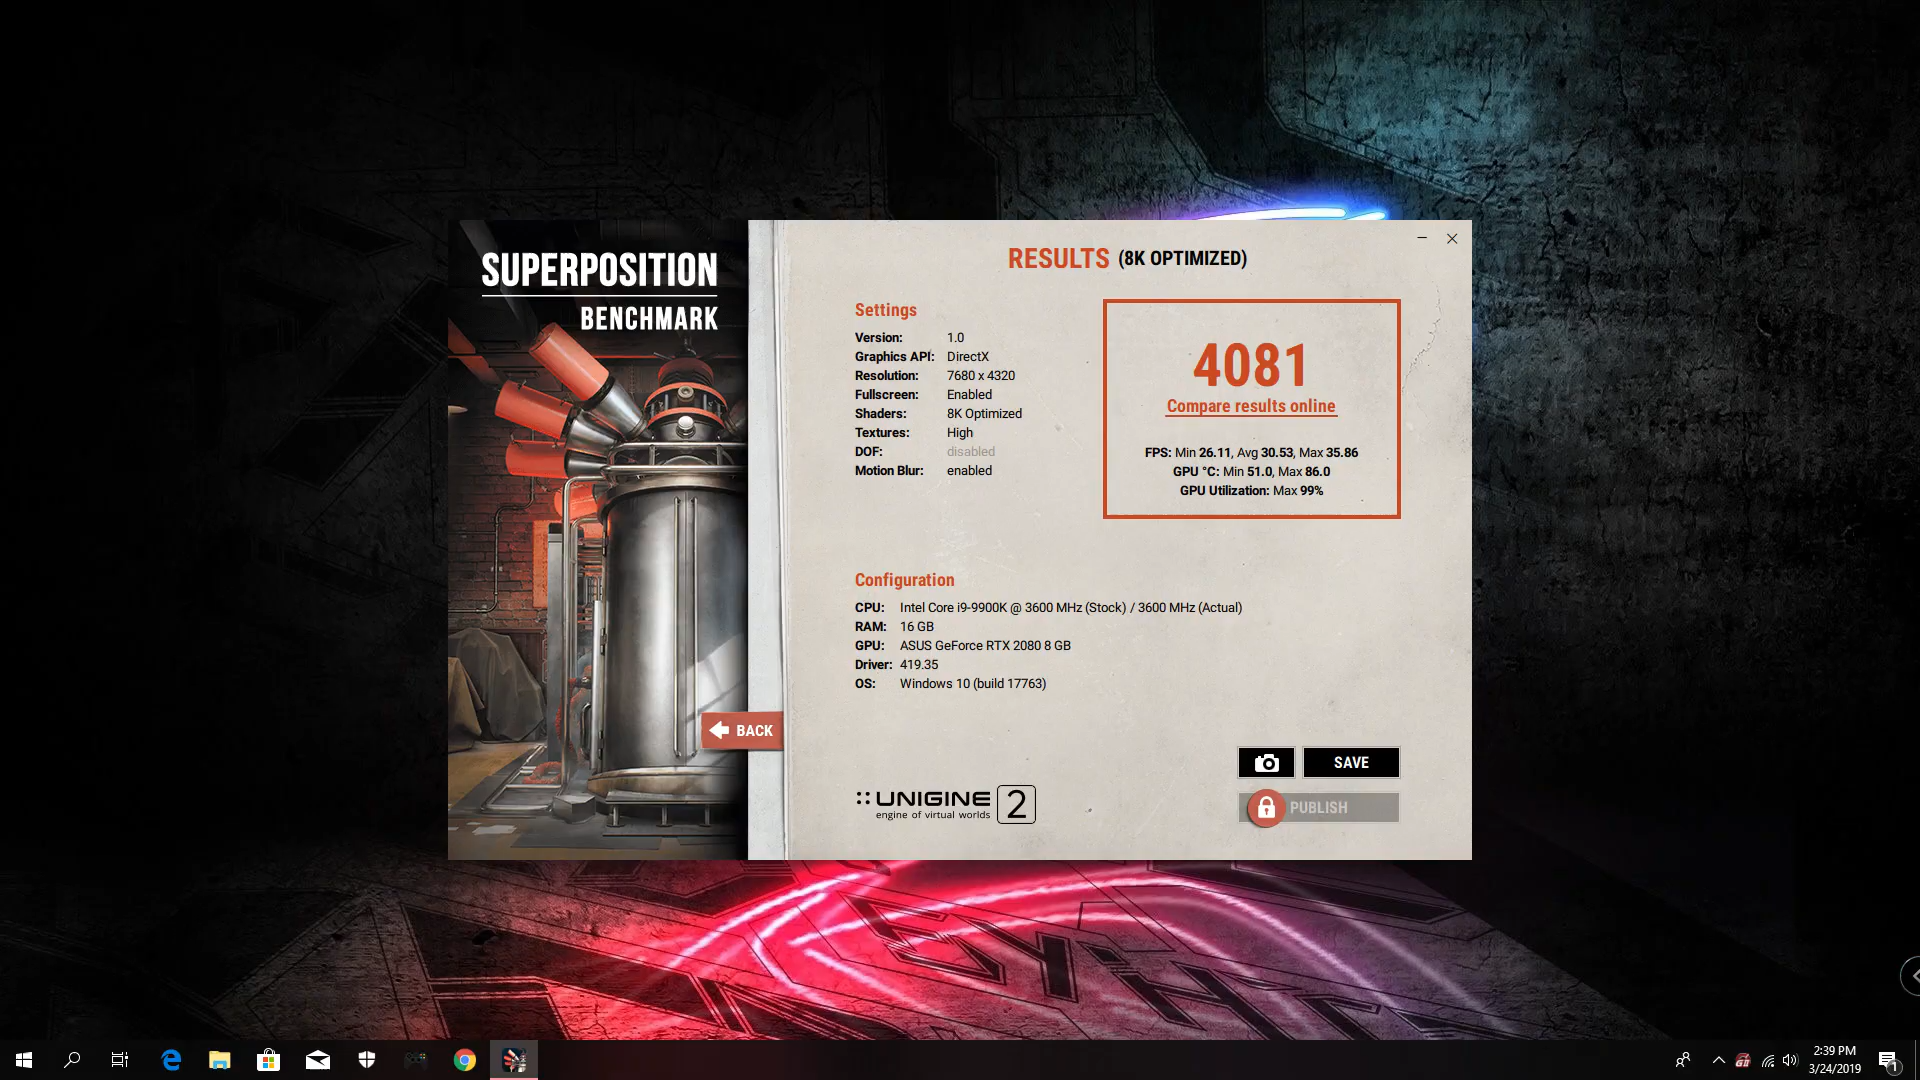 SUPERPOSITION
BENCHMARK
RESULTS (8K OPTIMIZED)
Settings
Version: 1.0
Graphics API: DirectX
Resolution: 7680 x 4320
Fullscreen: Enabled
Shaders: 8K Optimized
Textures: High
DOF: disabled
Motion Blur: enabled
4081
Compare results online
FPS: Min 26.11, Avg 30.53, Max 35.86
GPU °C: Min 51.0, Max 86.0
GPU Utilization: Max 99%
Configuration
CPU: Intel Core i9-9900K @ 3600 MHz (Stock) / 3600 MHz (Actual)
RAM: 16 GB
GPU: ASUS GeForce RTX 2080 8 GB
Driver: 419.35
OS: Windows 10 (build 17763)
BACK
SAVE
PUBLISH
UNIGINE 2
engine of virtual worlds
2:39 PM
3/24/2019
1